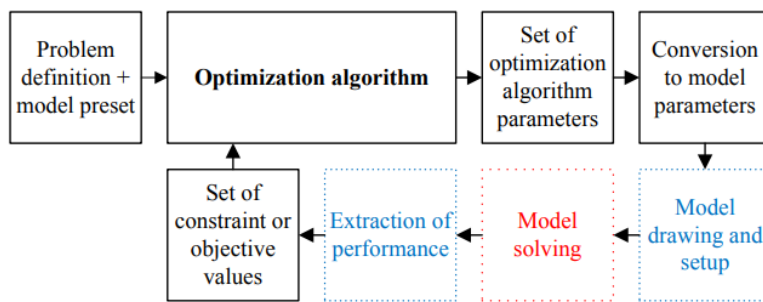 Problem
definition +
model preset
Optimization algorithm
Set of
optimization
algorithm
parameters
Conversion
to model
parameters
Set of
constraint or
objective
values
Extraction of
performance
Model
solving
Model
drawing and
setup